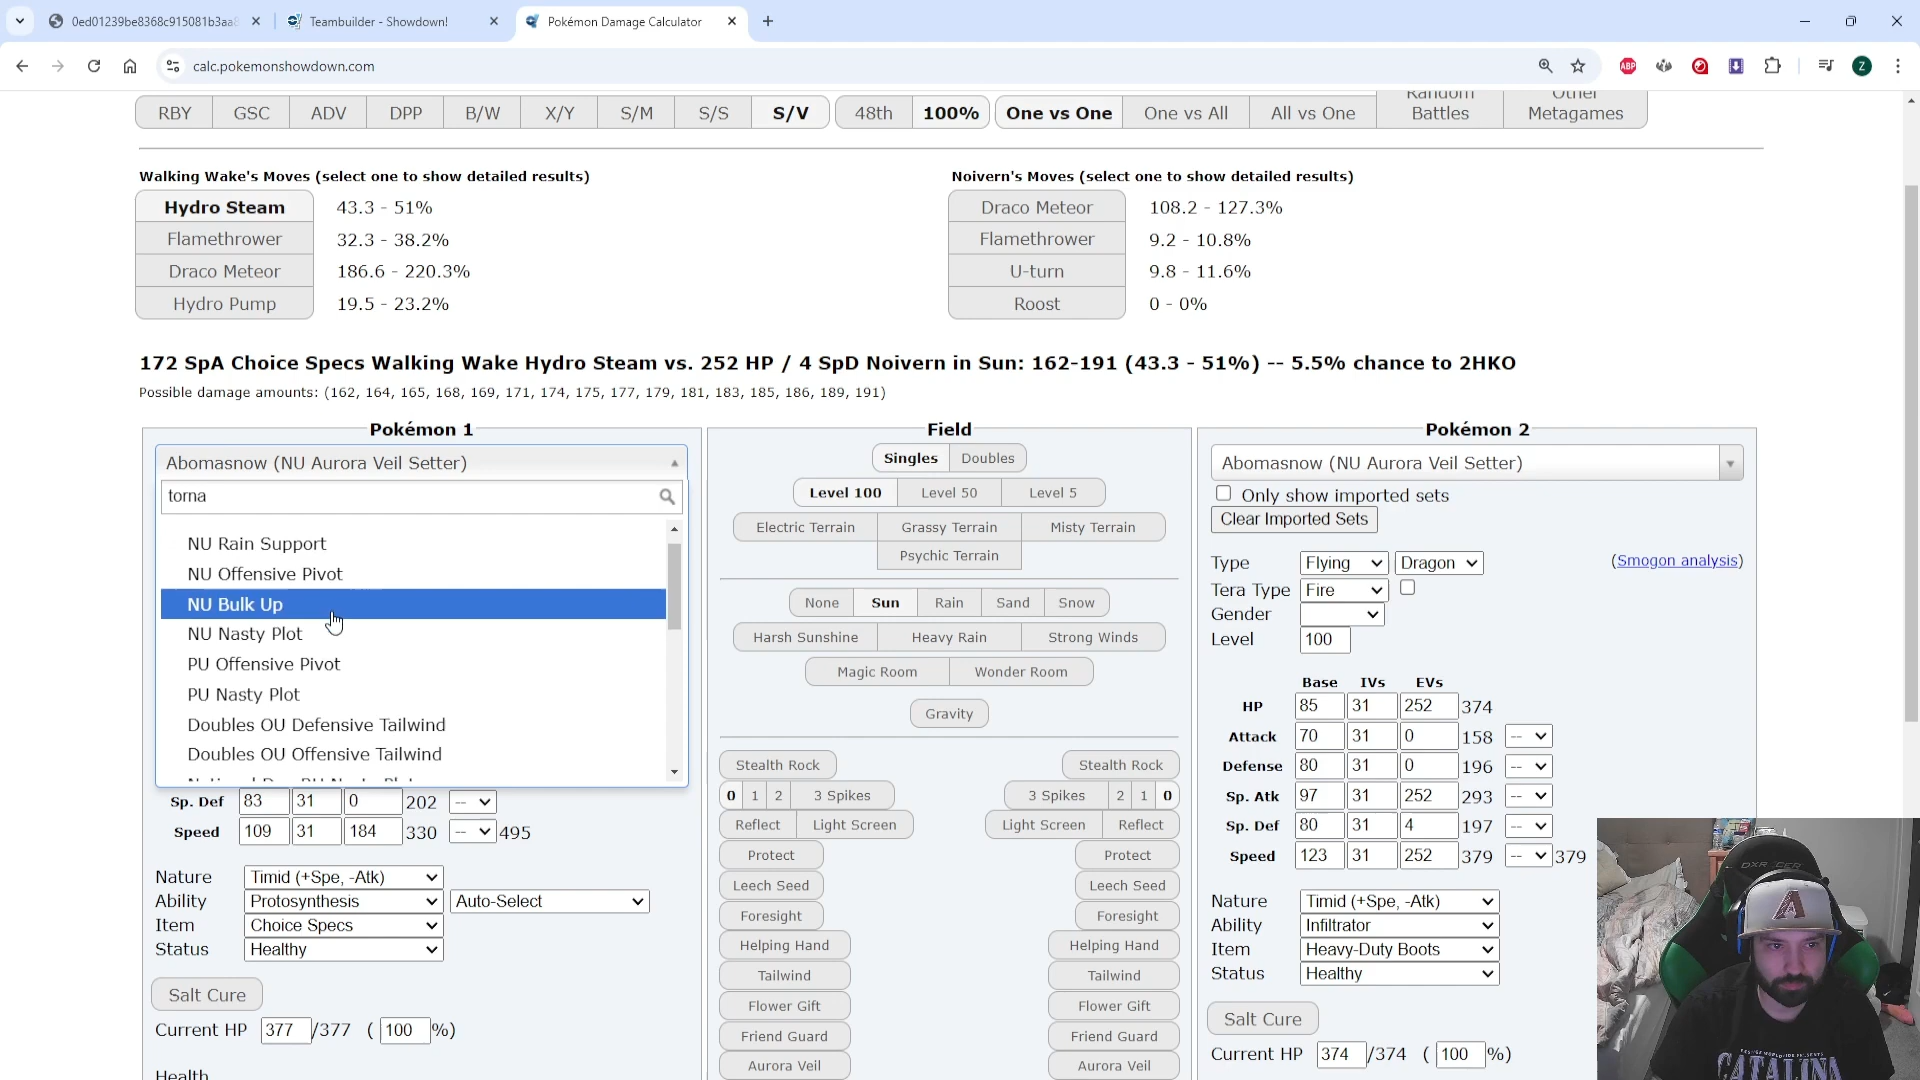 0ed01239be8368c915081b3aa8
Teambuilder - Showdown!
Pokémon Damage Calculator
calc.pokemonshowdown.com
ABP
Z
RBY GSC ADV DPP B/W X/Y S/M S/S S/V 48th 100% One vs One One vs All All vs One Random Battles Other Metagames
Walking Wake's Moves (select one to show detailed results)
Hydro Steam 43.3 - 51%
Flamethrower 32.3 - 38.2%
Draco Meteor 186.6 - 220.3%
Hydro Pump 19.5 - 23.2%
Noivern's Moves (select one to show detailed results)
Draco Meteor 108.2 - 127.3%
Flamethrower 9.2 - 10.8%
U-turn 9.8 - 11.6%
Roost 0 - 0%
172 SpA Choice Specs Walking Wake Hydro Steam vs. 252 HP / 4 SpD Noivern in Sun: 162-191 (43.3 - 51%) -- 5.5% chance to 2HKO
Possible damage amounts: (162, 164, 165, 168, 169, 171, 174, 175, 177, 179, 181, 183, 185, 186, 189, 191)
Pokémon 1
Abomasnow (NU Aurora Veil Setter)
torna
NU Rain Support
NU Offensive Pivot
NU Bulk Up
NU Nasty Plot
PU Offensive Pivot
PU Nasty Plot
Doubles OU Defensive Tailwind
Doubles OU Offensive Tailwind
Sp. Def 83 31 0 202 --
Speed 109 31 184 330 -- 495
Nature Timid (+Spe, -Atk)
Ability Protosynthesis Auto-Select
Item Choice Specs
Status Healthy
Salt Cure
Current HP 377 /377 ( 100 %)
Health
Field
Singles Doubles
Level 100 Level 50 Level 5
Electric Terrain Grassy Terrain Misty Terrain
Psychic Terrain
None Sun Rain Sand Snow
Harsh Sunshine Heavy Rain Strong Winds
Magic Room Wonder Room
Gravity
Stealth Rock Stealth Rock
0 1 2 3 Spikes 3 Spikes 2 1 0
Reflect Light Screen Light Screen Reflect
Protect Protect
Leech Seed Leech Seed
Foresight Foresight
Helping Hand Helping Hand
Tailwind Tailwind
Flower Gift Flower Gift
Friend Guard Friend Guard
Aurora Veil Aurora Veil
Pokémon 2
Abomasnow (NU Aurora Veil Setter)
Only show imported sets
Clear Imported Sets
Type Flying Dragon (Smogon analysis)
Tera Type Fire
Gender
Level 100
Base IVs EVs
HP 85 31 252 374
Attack 70 31 0 158 --
Defense 80 31 0 196 --
Sp. Atk 97 31 252 293 --
Sp. Def 80 31 4 197 --
Speed 123 31 252 379 -- 379
Nature Timid (+Spe, -Atk)
Ability Infiltrator
Item Heavy-Duty Boots
Status Healthy
Salt Cure
Current HP 374 /374 ( 100 %)
DXRACER
A
CATALINA